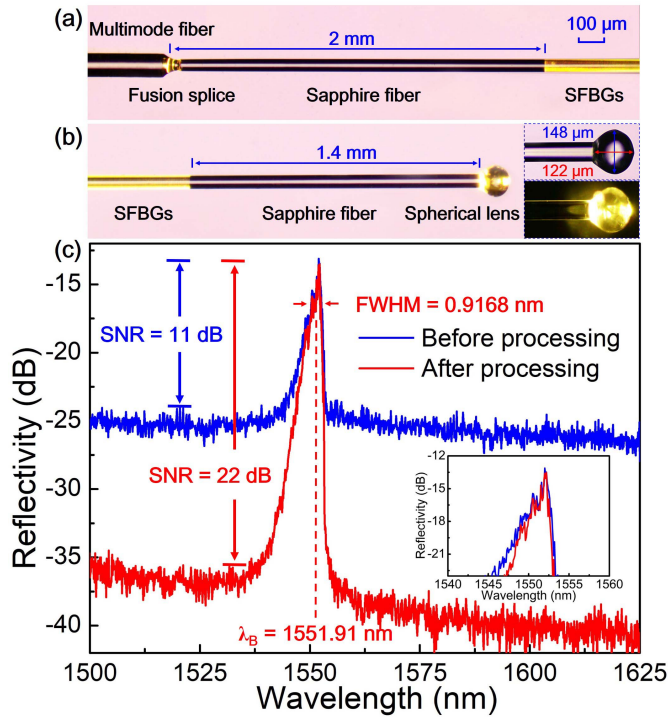 (a)
Multimode fiber
2 mm
100 µm
Fusion splice
Sapphire fiber
SFBGs
(b)
1.4 mm
148 µm
122 µm
SFBGs
Sapphire fiber
Spherical lens
(c)
-15
-20
-25
-30
-35
-40
Reflectivity (dB)
SNR = 11 dB
SNR = 22 dB
FWHM = 0.9168 nm
Before processing
After processing
λB = 1551.91 nm
-12
-15
-18
-21
Reflectivity (dB)
1540
1545
1550
1555
1560
Wavelength (nm)
1500
1525
1550
1575
1600
1625
Wavelength (nm)